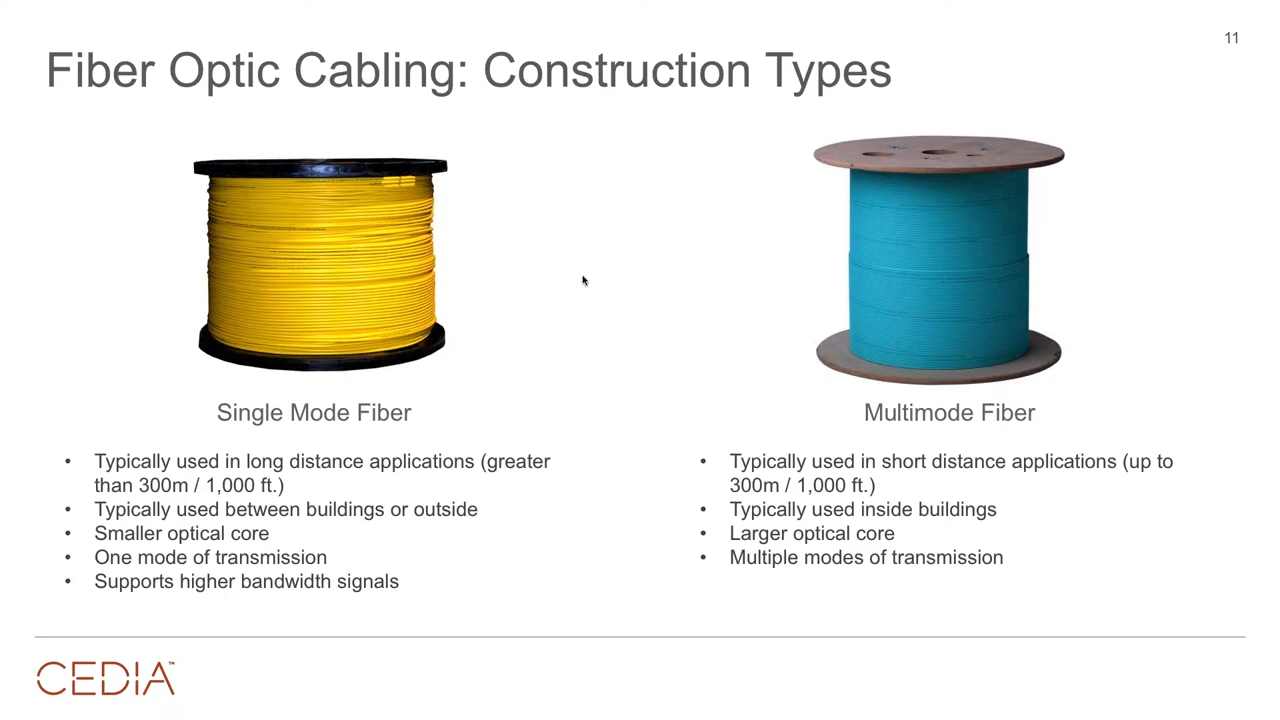 11
Fiber Optic Cabling: Construction Types
Single Mode Fiber
• Typically used in long distance applications (greater
than 300m / 1,000 ft.)
• Typically used between buildings or outside
• Smaller optical core
• One mode of transmission
• Supports higher bandwidth signals
Multimode Fiber
• Typically used in short distance applications (up to
300m / 1,000 ft.)
• Typically used inside buildings
• Larger optical core
• Multiple modes of transmission
CEDIA™